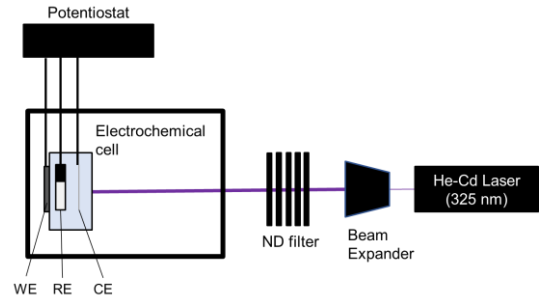 Potentiostat
Electrochemical
cell
He-Cd Laser
(325 nm)
ND filter
Beam
Expander
WE
RE
CE